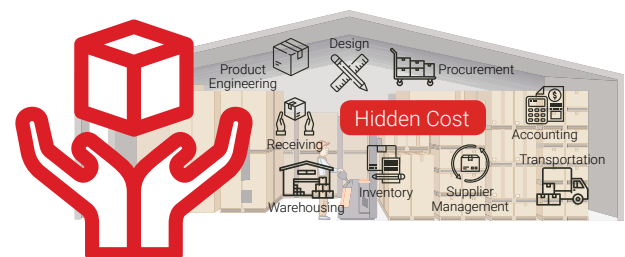 Design
Product
Engineering
Procurement
Hidden Cost
Receiving
Accounting
Transportation
Warehousing
Inventory
Supplier
Management